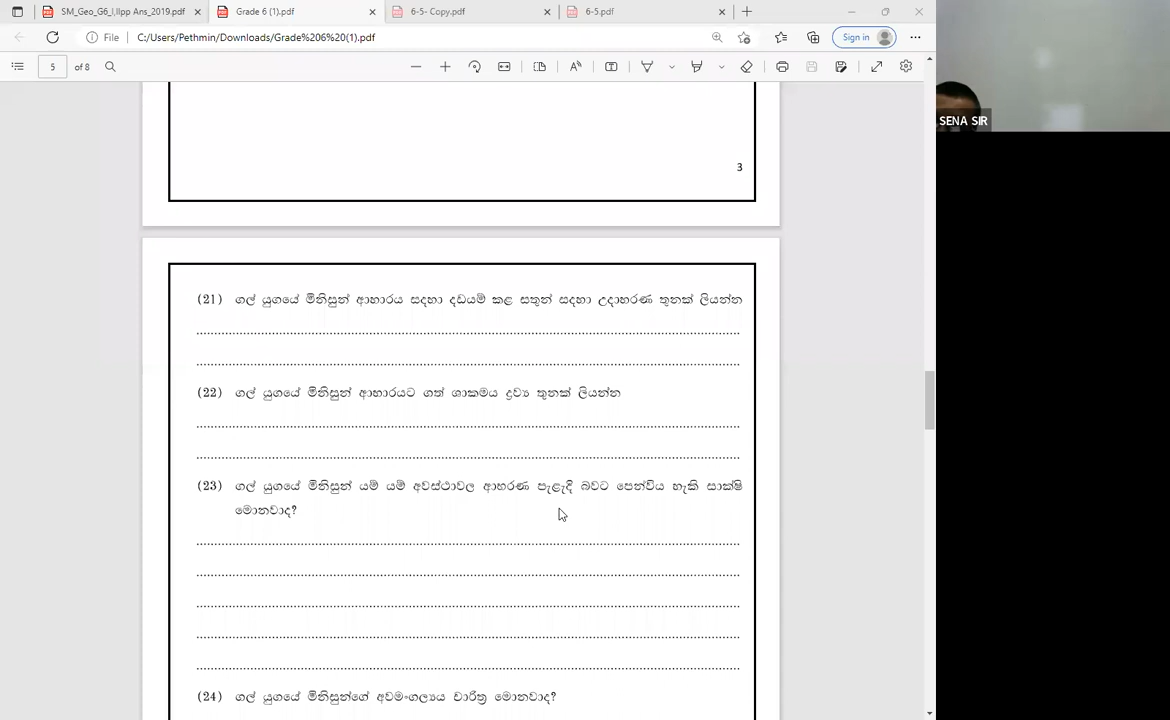 SM_Geo_G6_I,IIpp Ans_2019.pdf
Grade 6 (1).pdf
6-5- Copy.pdf
6-5.pdf
File
C:/Users/Pethmin/Downloads/Grade%206%20(1).pdf
Sign in
5 of 8
SENA SIR
3
(21) ගල් යුගයේ මිනිසුන් ආහාරය සදහා දඩයම් කළ සතුන් සදහා උදාහරණ තුනක් ලියන්න
(22) ගල් යුගයේ මිනිසුන් ආහාරයට ගත් ශාකමය ද්‍රව්‍ය තුනක් ලියන්න
(23) ගල් යුගයේ මිනිසුන් යම් යම් අවස්ථාවල ආභරණ පැළැදි බවට පෙන්විය හැකි සාක්ෂි
මොනවාද?
(24) ගල් යුගයේ මිනිසුන්ගේ අවමංගල්‍යය චාරිත්‍ර මොනවාද?